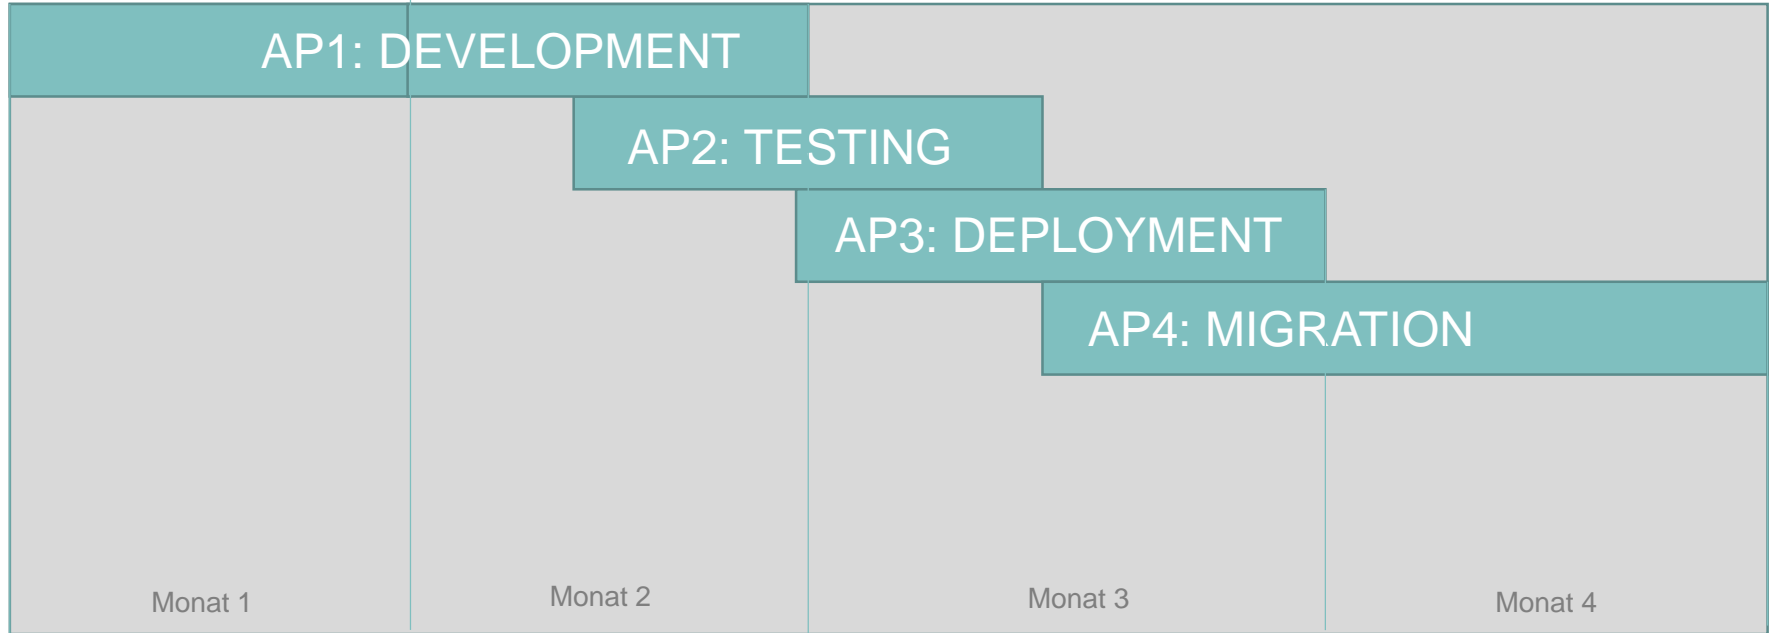 AP1: DEVELOPMENT
AP2: TESTING
AP3: DEPLOYMENT
AP4: MIGRATION
Monat 1
Monat 2
Monat 3
Monat 4